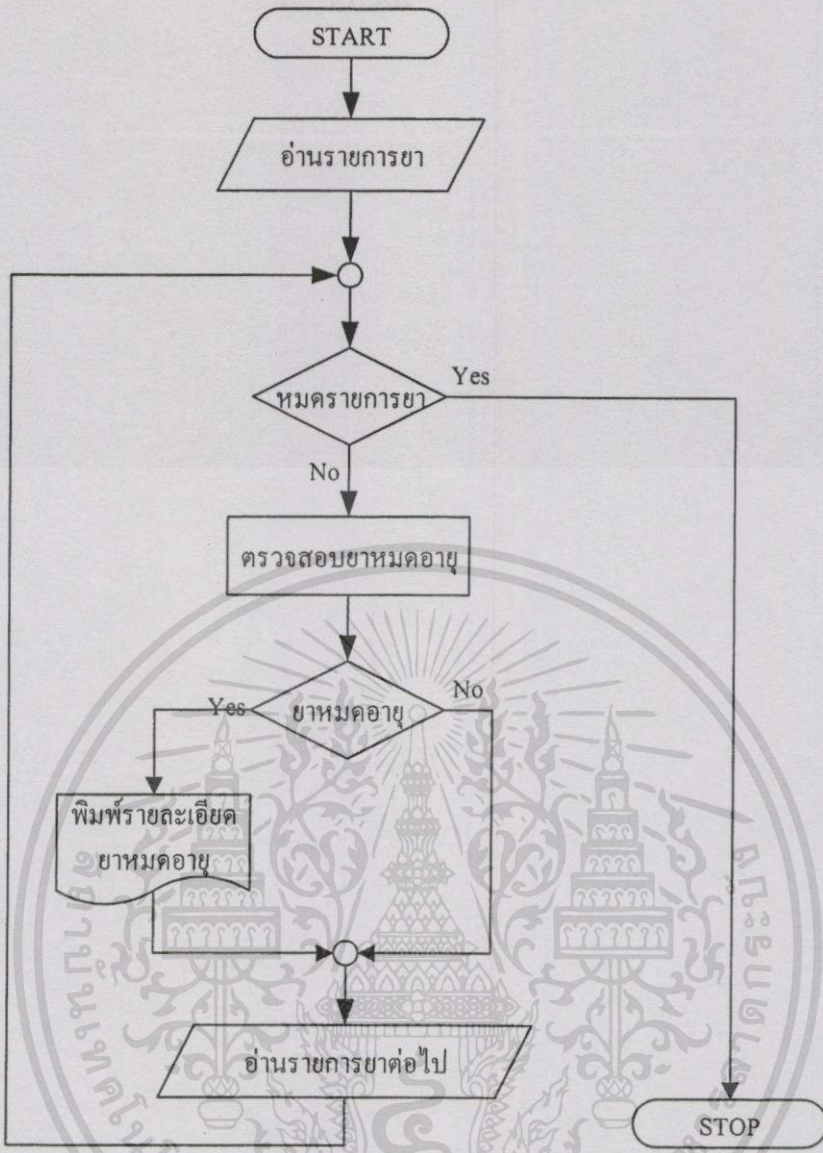 START
อ่านรายการยา
หมดรายการยา
Yes
No
ตรวจสอบยาหมดอายุ
ยาหมดอายุ
Yes
No
พิมพ์รายละเอียด
ยาหมดอายุ
อ่านรายการยาต่อไป
STOP